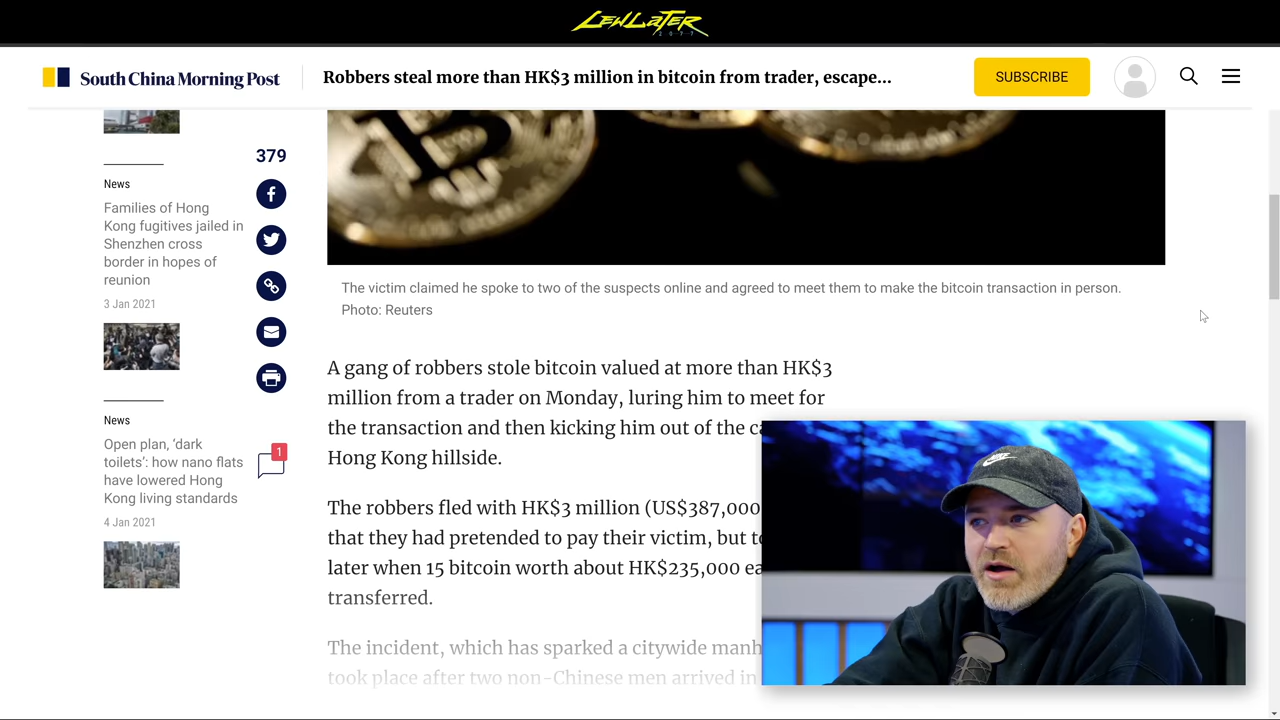 LEWLATER
2077
South China Morning Post
Robbers steal more than HK$3 million in bitcoin from trader, escape...
SUBSCRIBE
379
News
Families of Hong
Kong fugitives jailed in
Shenzhen cross
border in hopes of
reunion
3 Jan 2021
News
Open plan, ‘dark
toilets’: how nano flats
have lowered Hong
Kong living standards
4 Jan 2021
1
The victim claimed he spoke to two of the suspects online and agreed to meet them to make the bitcoin transaction in person.
Photo: Reuters
A gang of robbers stole bitcoin valued at more than HK$3
million from a trader on Monday, luring him to meet for
the transaction and then kicking him out of the
Hong Kong hillside.
The robbers fled with HK$3 million (US$387,000
that they had pretended to pay their victim, but
later when 15 bitcoin worth about HK$235,000
transferred.
The incident, which has sparked a citywide
took place after two non-Chinese men arrived in